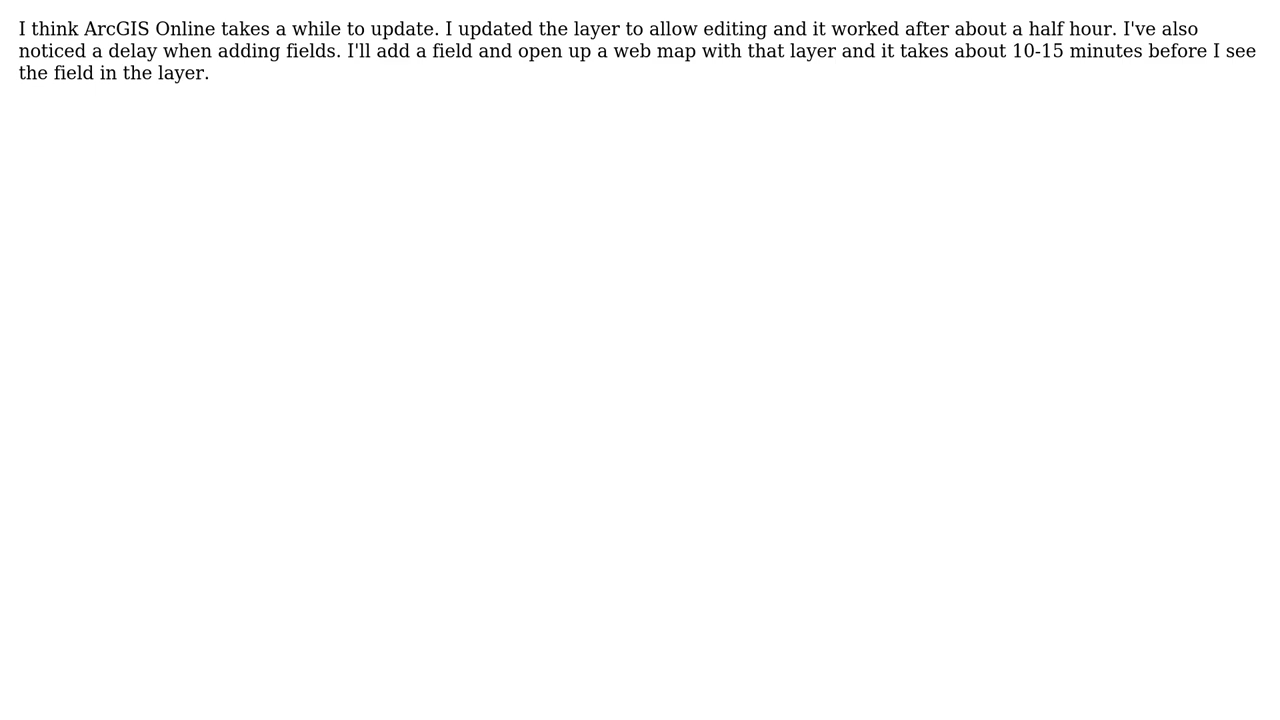 I think ArcGIS Online takes a while to update. I updated the layer to allow editing and it worked after about a half hour. I've also
noticed a delay when adding fields. I'll add a field and open up a web map with that layer and it takes about 10-15 minutes before I see
the field in the layer.